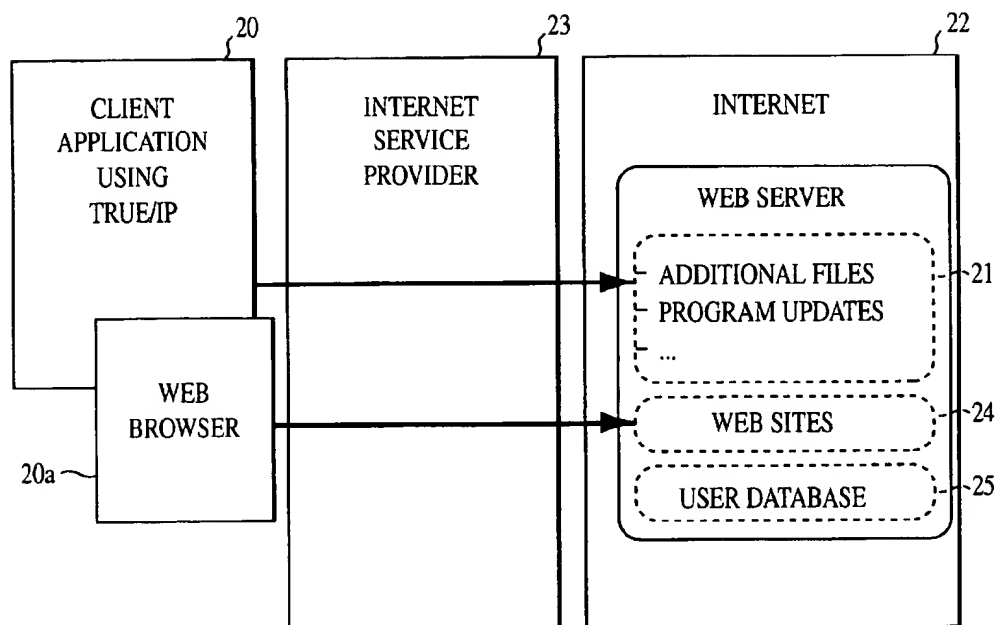 20
23
22
CLIENT
APPLICATION
USING
TRUE/IP
INTERNET
SERVICE
PROVIDER
INTERNET
WEB SERVER
ADDITIONAL FILES
PROGRAM UPDATES
...
21
WEB
BROWSER
20a
WEB SITES
24
USER DATABASE
25